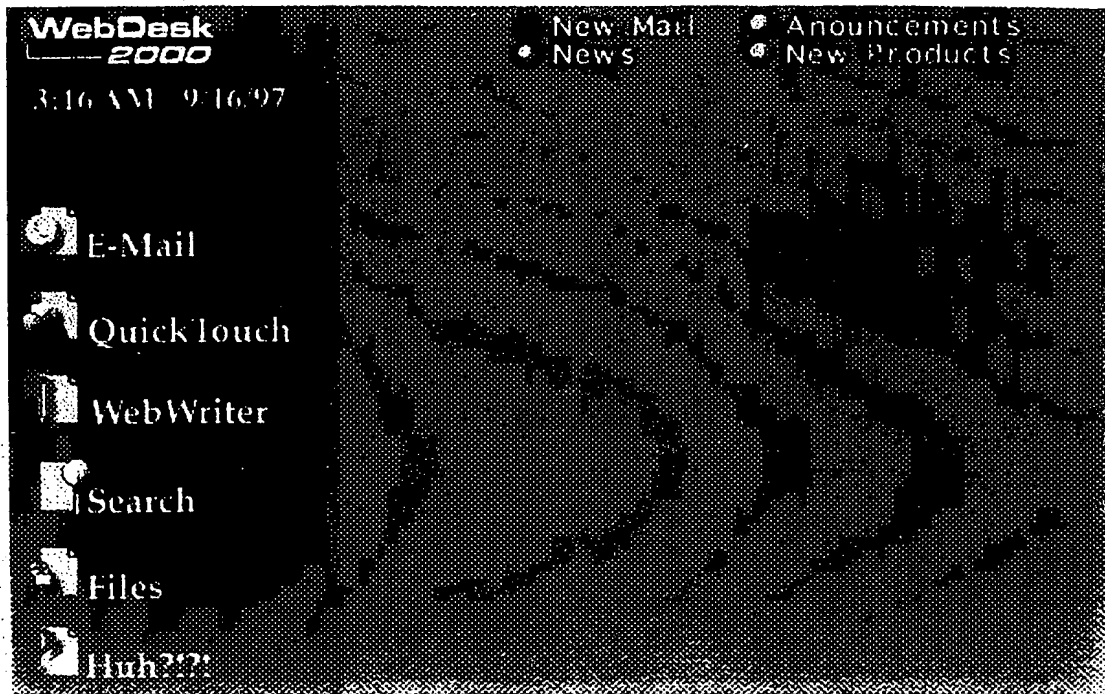 WebDesk
2000
New Mail
News
Anouncements
New Products
3:16 AM 9/16/97
E-Mail
QuickTouch
WebWriter
Search
Files
Huh?!?!